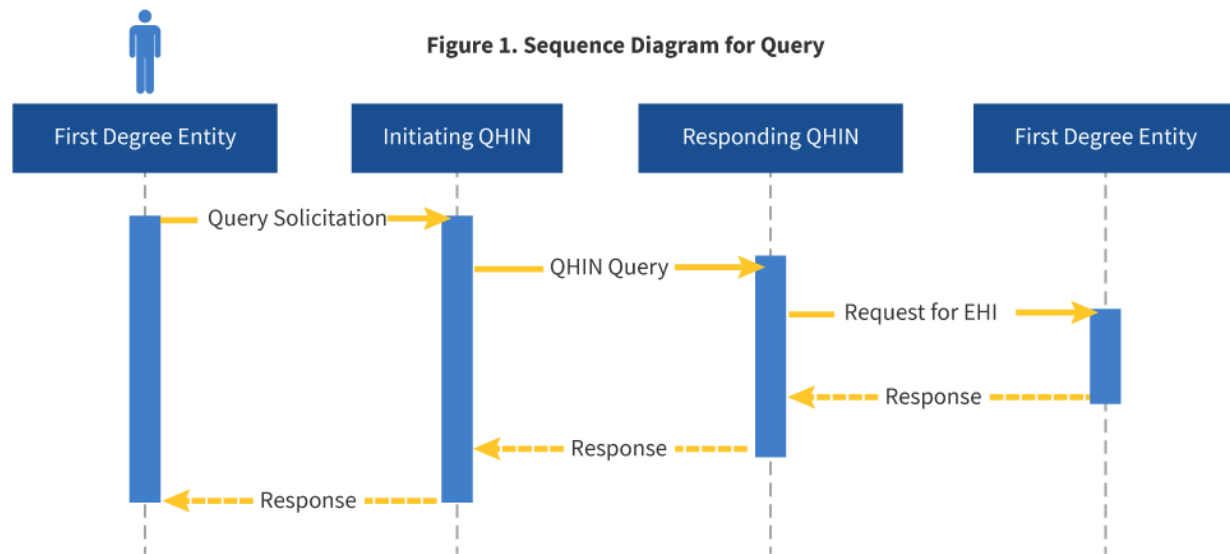 Figure 1. Sequence Diagram for Query
First Degree Entity
Initiating QHIN
Responding QHIN
First Degree Entity
Query Solicitation
QHIN Query
Request for EHI
Response
Response
Response